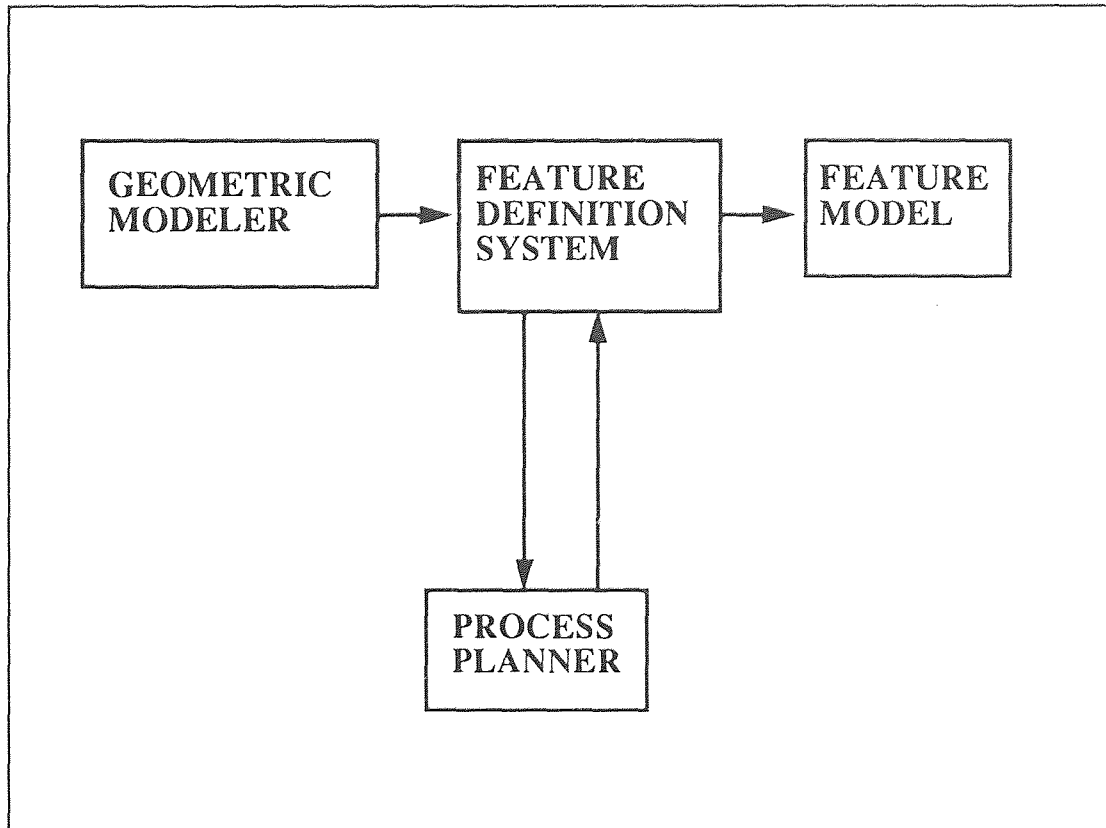 GEOMETRIC
MODELER
FEATURE
DEFINITION
SYSTEM
FEATURE
MODEL
PROCESS
PLANNER